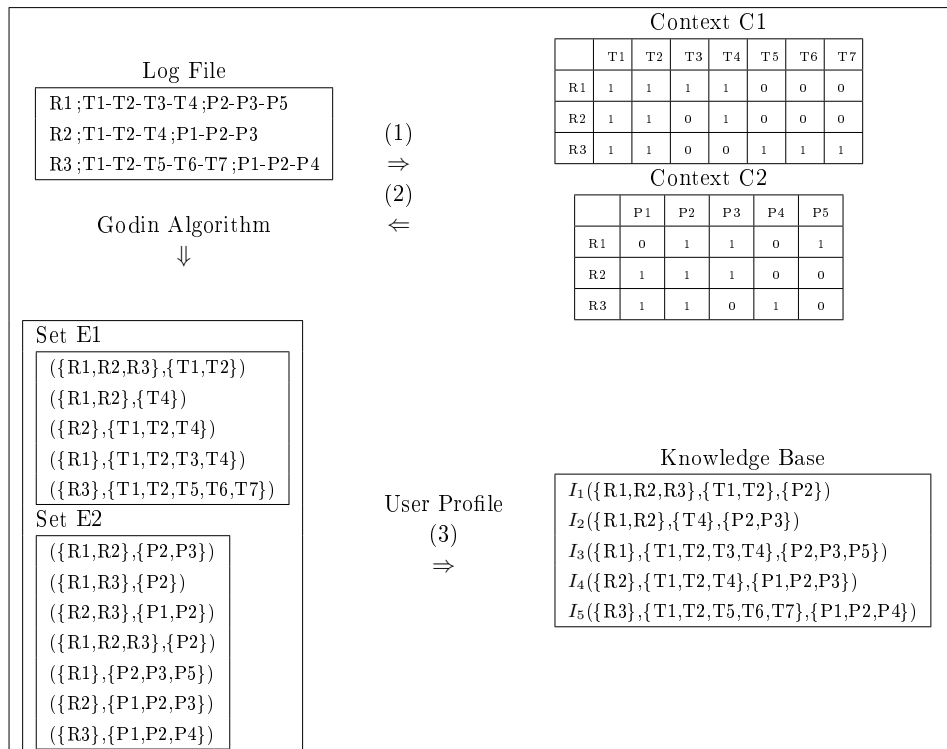 Context C1
T1 T2 T3 T4 T5 T6 T7
R1 1 1 1 1 0 0 0
R2 1 1 0 1 0 0 0
R3 1 1 0 0 1 1 1
Log File
R1;T1-T2-T3-T4;P2-P3-P5
R2;T1-T2-T4;P1-P2-P3
R3;T1-T2-T5-T6-T7;P1-P2-P4
(1)
⇒
(2)
⇐
Context C2
P1 P2 P3 P4 P5
R1 0 1 1 0 1
R2 1 1 1 0 0
R3 1 1 0 1 0
Godin Algorithm
⇓
Set E1
({R1,R2,R3},{T1,T2})
({R1,R2},{T4})
({R2},{T1,T2,T4})
({R1},{T1,T2,T3,T4})
({R3},{T1,T2,T5,T6,T7})
Set E2
({R1,R2},{P2,P3})
({R1,R3},{P2})
({R2,R3},{P1,P2})
({R1,R2,R3},{P2})
({R1},{P2,P3,P5})
({R2},{P1,P2,P3})
({R3},{P1,P2,P4})
User Profile
(3)
⇒
Knowledge Base
I₁({R1,R2,R3},{T1,T2},{P2})
I₂({R1,R2},{T4},{P2,P3})
I₃({R1},{T1,T2,T3,T4},{P2,P3,P5})
I₄({R2},{T1,T2,T4},{P1,P2,P3})
I₅({R3},{T1,T2,T5,T6,T7},{P1,P2,P4})